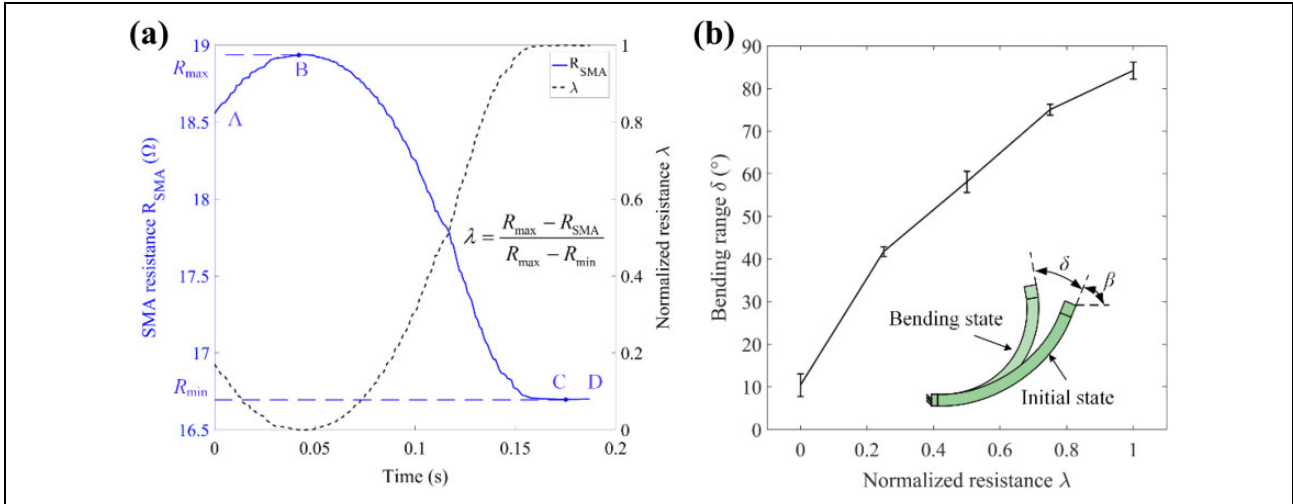 (a)
SMA resistance R_SMA (Ω)
19
18.5
18
17.5
17
16.5
R_max
R_min
A
B
C D
R_SMA
λ
λ = (R_max − R_SMA) / (R_max − R_min)
0 0.05 0.1 0.15 0.2
Time (s)
1
0.8
0.6
0.4
0.2
0
Normalized resistance λ
(b)
Bending range δ (°)
90
80
70
60
50
40
30
20
10
0
δ
β
Bending state
Initial state
0 0.2 0.4 0.6 0.8 1
Normalized resistance λ